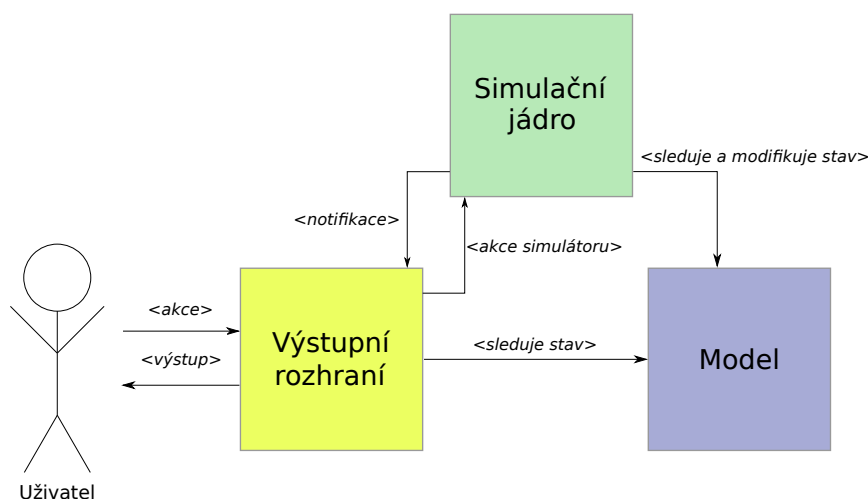 Simulační
jádro
<sleduje a modifikuje stav>
<notifikace>
<akce simulátoru>
<akce>
Výstupní
rozhraní
<výstup>
<sleduje stav>
Model
Uživatel